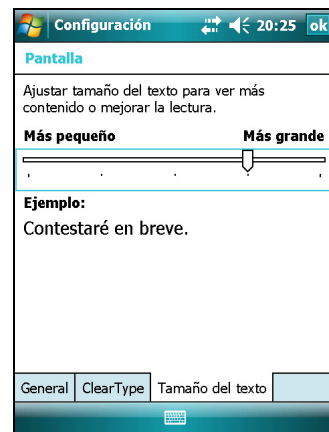 Configuración 20:25 ok
Pantalla
Ajustar tamaño del texto para ver más
contenido o mejorar la lectura.
Más pequeño Más grande
Ejemplo:
Contestaré en breve.
General ClearType Tamaño del texto